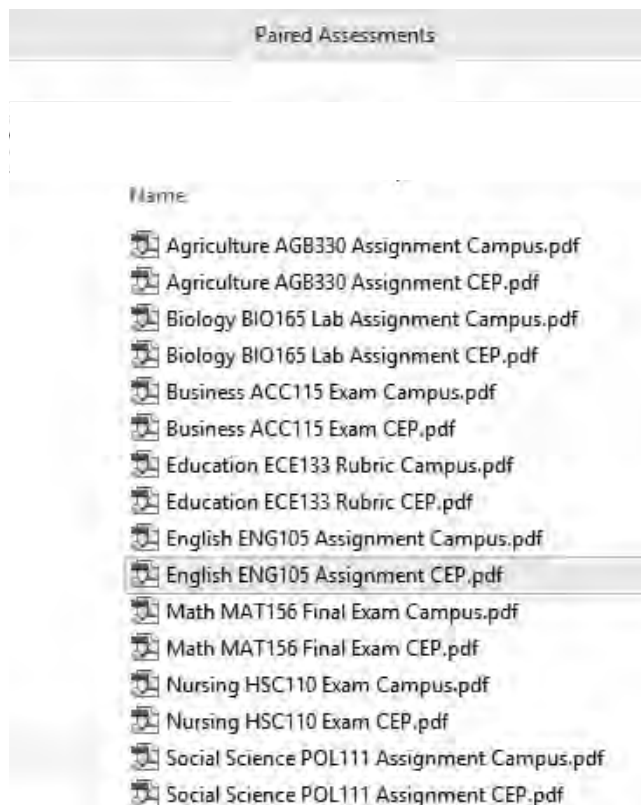 Paired Assessments
Name
Agriculture AGB330 Assignment Campus.pdf
Agriculture AGB330 Assignment CEP.pdf
Biology BIO165 Lab Assignment Campus.pdf
Biology BIO165 Lab Assignment CEP.pdf
Business ACC115 Exam Campus.pdf
Business ACC115 Exam CEP.pdf
Education ECE133 Rubric Campus.pdf
Education ECE133 Rubric CEP.pdf
English ENG105 Assignment Campus.pdf
English ENG105 Assignment CEP.pdf
Math MAT156 Final Exam Campus.pdf
Math MAT156 Final Exam CEP.pdf
Nursing HSC110 Exam Campus.pdf
Nursing HSC110 Exam CEP.pdf
Social Science POL111 Assignment Campus.pdf
Social Science POL111 Assignment CEP.pdf